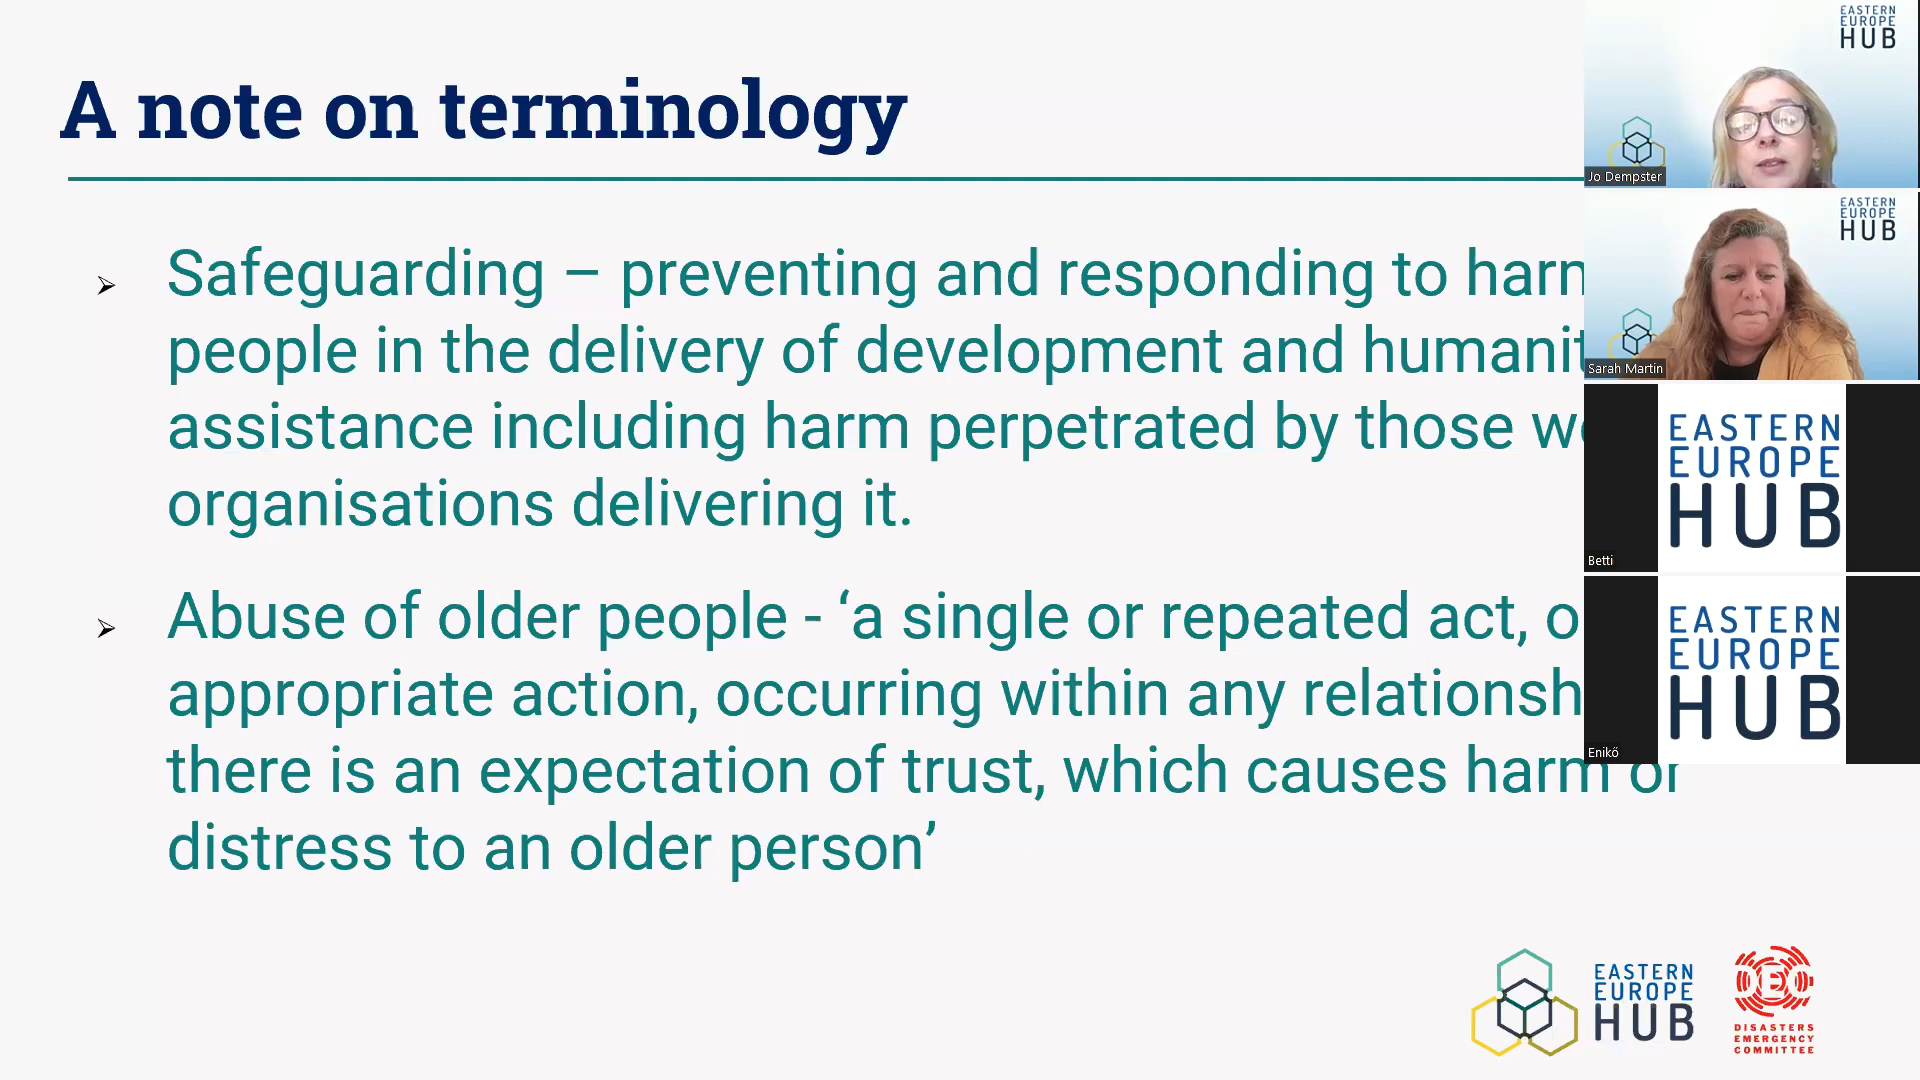 A note on terminology
Safeguarding – preventing and responding to
people in the delivery of development and
assistance including harm perpetrated by those
organisations delivering it.
Abuse of older people - ‘a single or repeated act,
appropriate action, occurring within any
there is an expectation of trust, which causes harm or
distress to an older person’
EASTERN
EUROPE
HUB
Jo Dempster
EASTERN
EUROPE
HUB
Sarah Martin
EASTERN
EUROPE
HUB
Betti
EASTERN
EUROPE
HUB
Enikő
EASTERN
EUROPE
HUB
DEC
DISASTERS
EMERGENCY
COMMITTEE